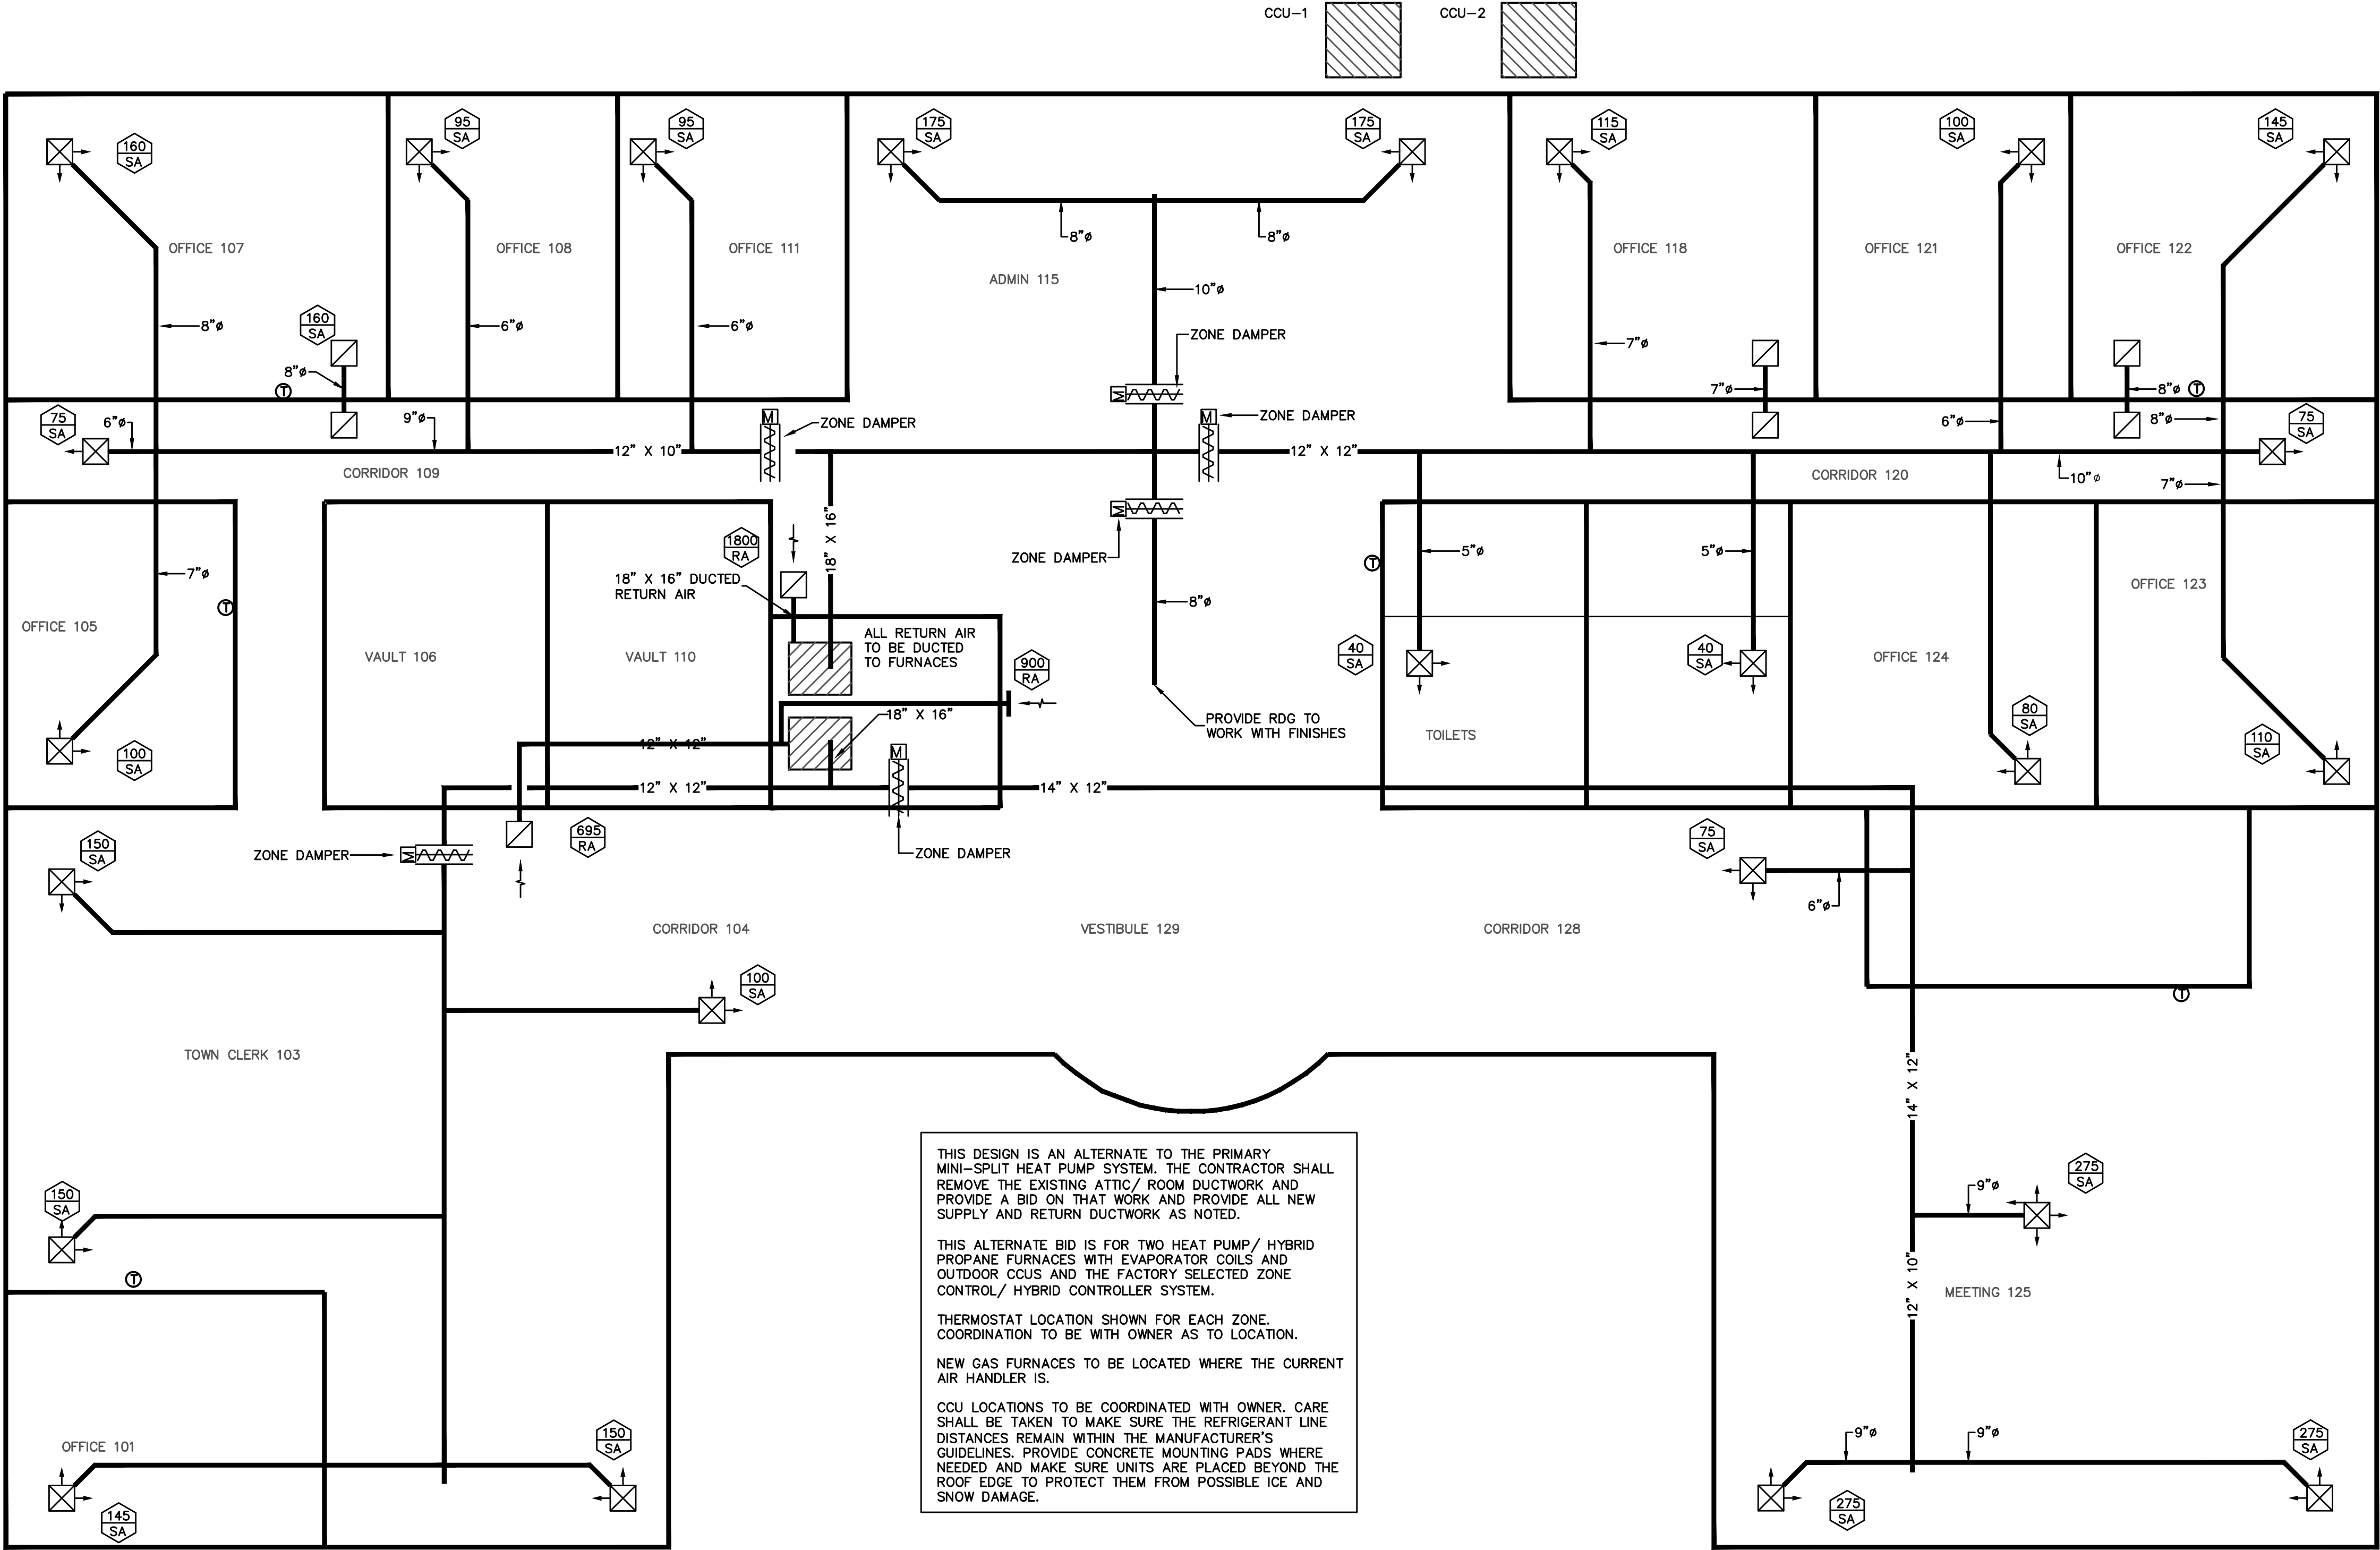 CCU-1
CCU-2
160
SA
95
SA
95
SA
175
SA
175
SA
115
SA
100
SA
145
SA
8"ø
8"ø
OFFICE 107
OFFICE 108
OFFICE 111
ADMIN 115
OFFICE 118
OFFICE 121
OFFICE 122
10"ø
160
SA
8"ø
6"ø
6"ø
ZONE DAMPER
7"ø
8"ø
T
M
7"ø
8"ø
T
75
SA
6"ø
9"ø
M
ZONE DAMPER
M
ZONE DAMPER
6"ø
8"ø
75
SA
12" X 10"
12" X 12"
CORRIDOR 109
CORRIDOR 120
10"ø
7"ø
M
18" X 16"
1800
RA
ZONE DAMPER
5"ø
5"ø
T
7"ø
18" X 16" DUCTED
RETURN AIR
OFFICE 123
T
8"ø
OFFICE 105
ALL RETURN AIR
TO BE DUCTED
TO FURNACES
VAULT 106
VAULT 110
900
RA
40
SA
40
SA
OFFICE 124
18" X 16"
PROVIDE RDG TO
WORK WITH FINISHES
TOILETS
80
SA
110
SA
100
SA
12" X 12"
M
12" X 12"
14" X 12"
150
SA
695
RA
75
SA
ZONE DAMPER
M
ZONE DAMPER
6"ø
CORRIDOR 104
VESTIBULE 129
CORRIDOR 128
100
SA
T
TOWN CLERK 103
14" X 12"
THIS DESIGN IS AN ALTERNATE TO THE PRIMARY
MINI-SPLIT HEAT PUMP SYSTEM. THE CONTRACTOR SHALL
REMOVE THE EXISTING ATTIC/ ROOM DUCTWORK AND
PROVIDE A BID ON THAT WORK AND PROVIDE ALL NEW
SUPPLY AND RETURN DUCTWORK AS NOTED.
THIS ALTERNATE BID IS FOR TWO HEAT PUMP/ HYBRID
PROPANE FURNACES WITH EVAPORATOR COILS AND
OUTDOOR CCUS AND THE FACTORY SELECTED ZONE
CONTROL/ HYBRID CONTROLLER SYSTEM.
THERMOSTAT LOCATION SHOWN FOR EACH ZONE.
COORDINATION TO BE WITH OWNER AS TO LOCATION.
NEW GAS FURNACES TO BE LOCATED WHERE THE CURRENT
AIR HANDLER IS.
CCU LOCATIONS TO BE COORDINATED WITH OWNER. CARE
SHALL BE TAKEN TO MAKE SURE THE REFRIGERANT LINE
DISTANCES REMAIN WITHIN THE MANUFACTURER'S
GUIDELINES. PROVIDE CONCRETE MOUNTING PADS WHERE
NEEDED AND MAKE SURE UNITS ARE PLACED BEYOND THE
ROOF EDGE TO PROTECT THEM FROM POSSIBLE ICE AND
SNOW DAMAGE.
150
SA
9"ø
275
SA
T
12" X 10"
MEETING 125
OFFICE 101
150
SA
9"ø
9"ø
275
SA
145
SA
275
SA